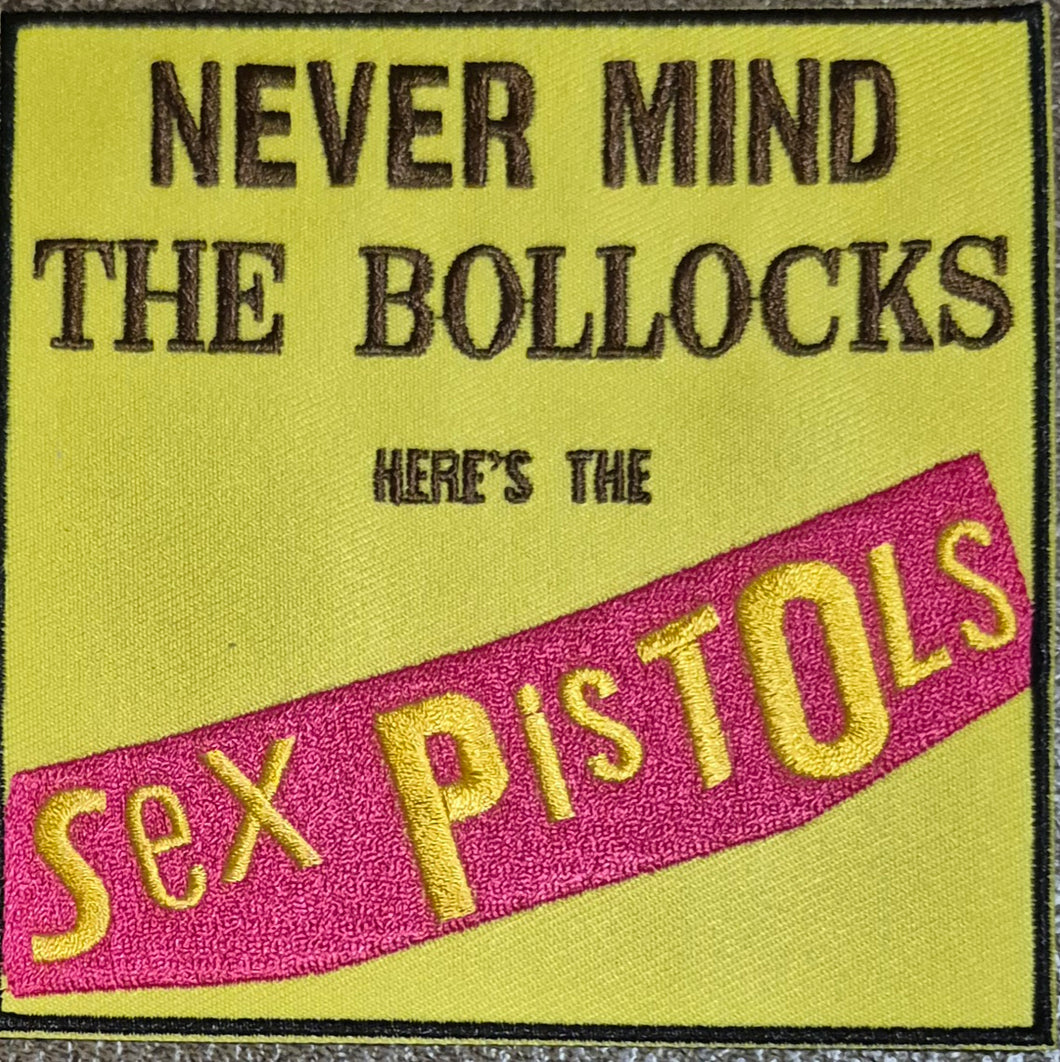 NEVER MIND
THE BOLLOCKS
HERE'S THE
SeX PiSTOLS